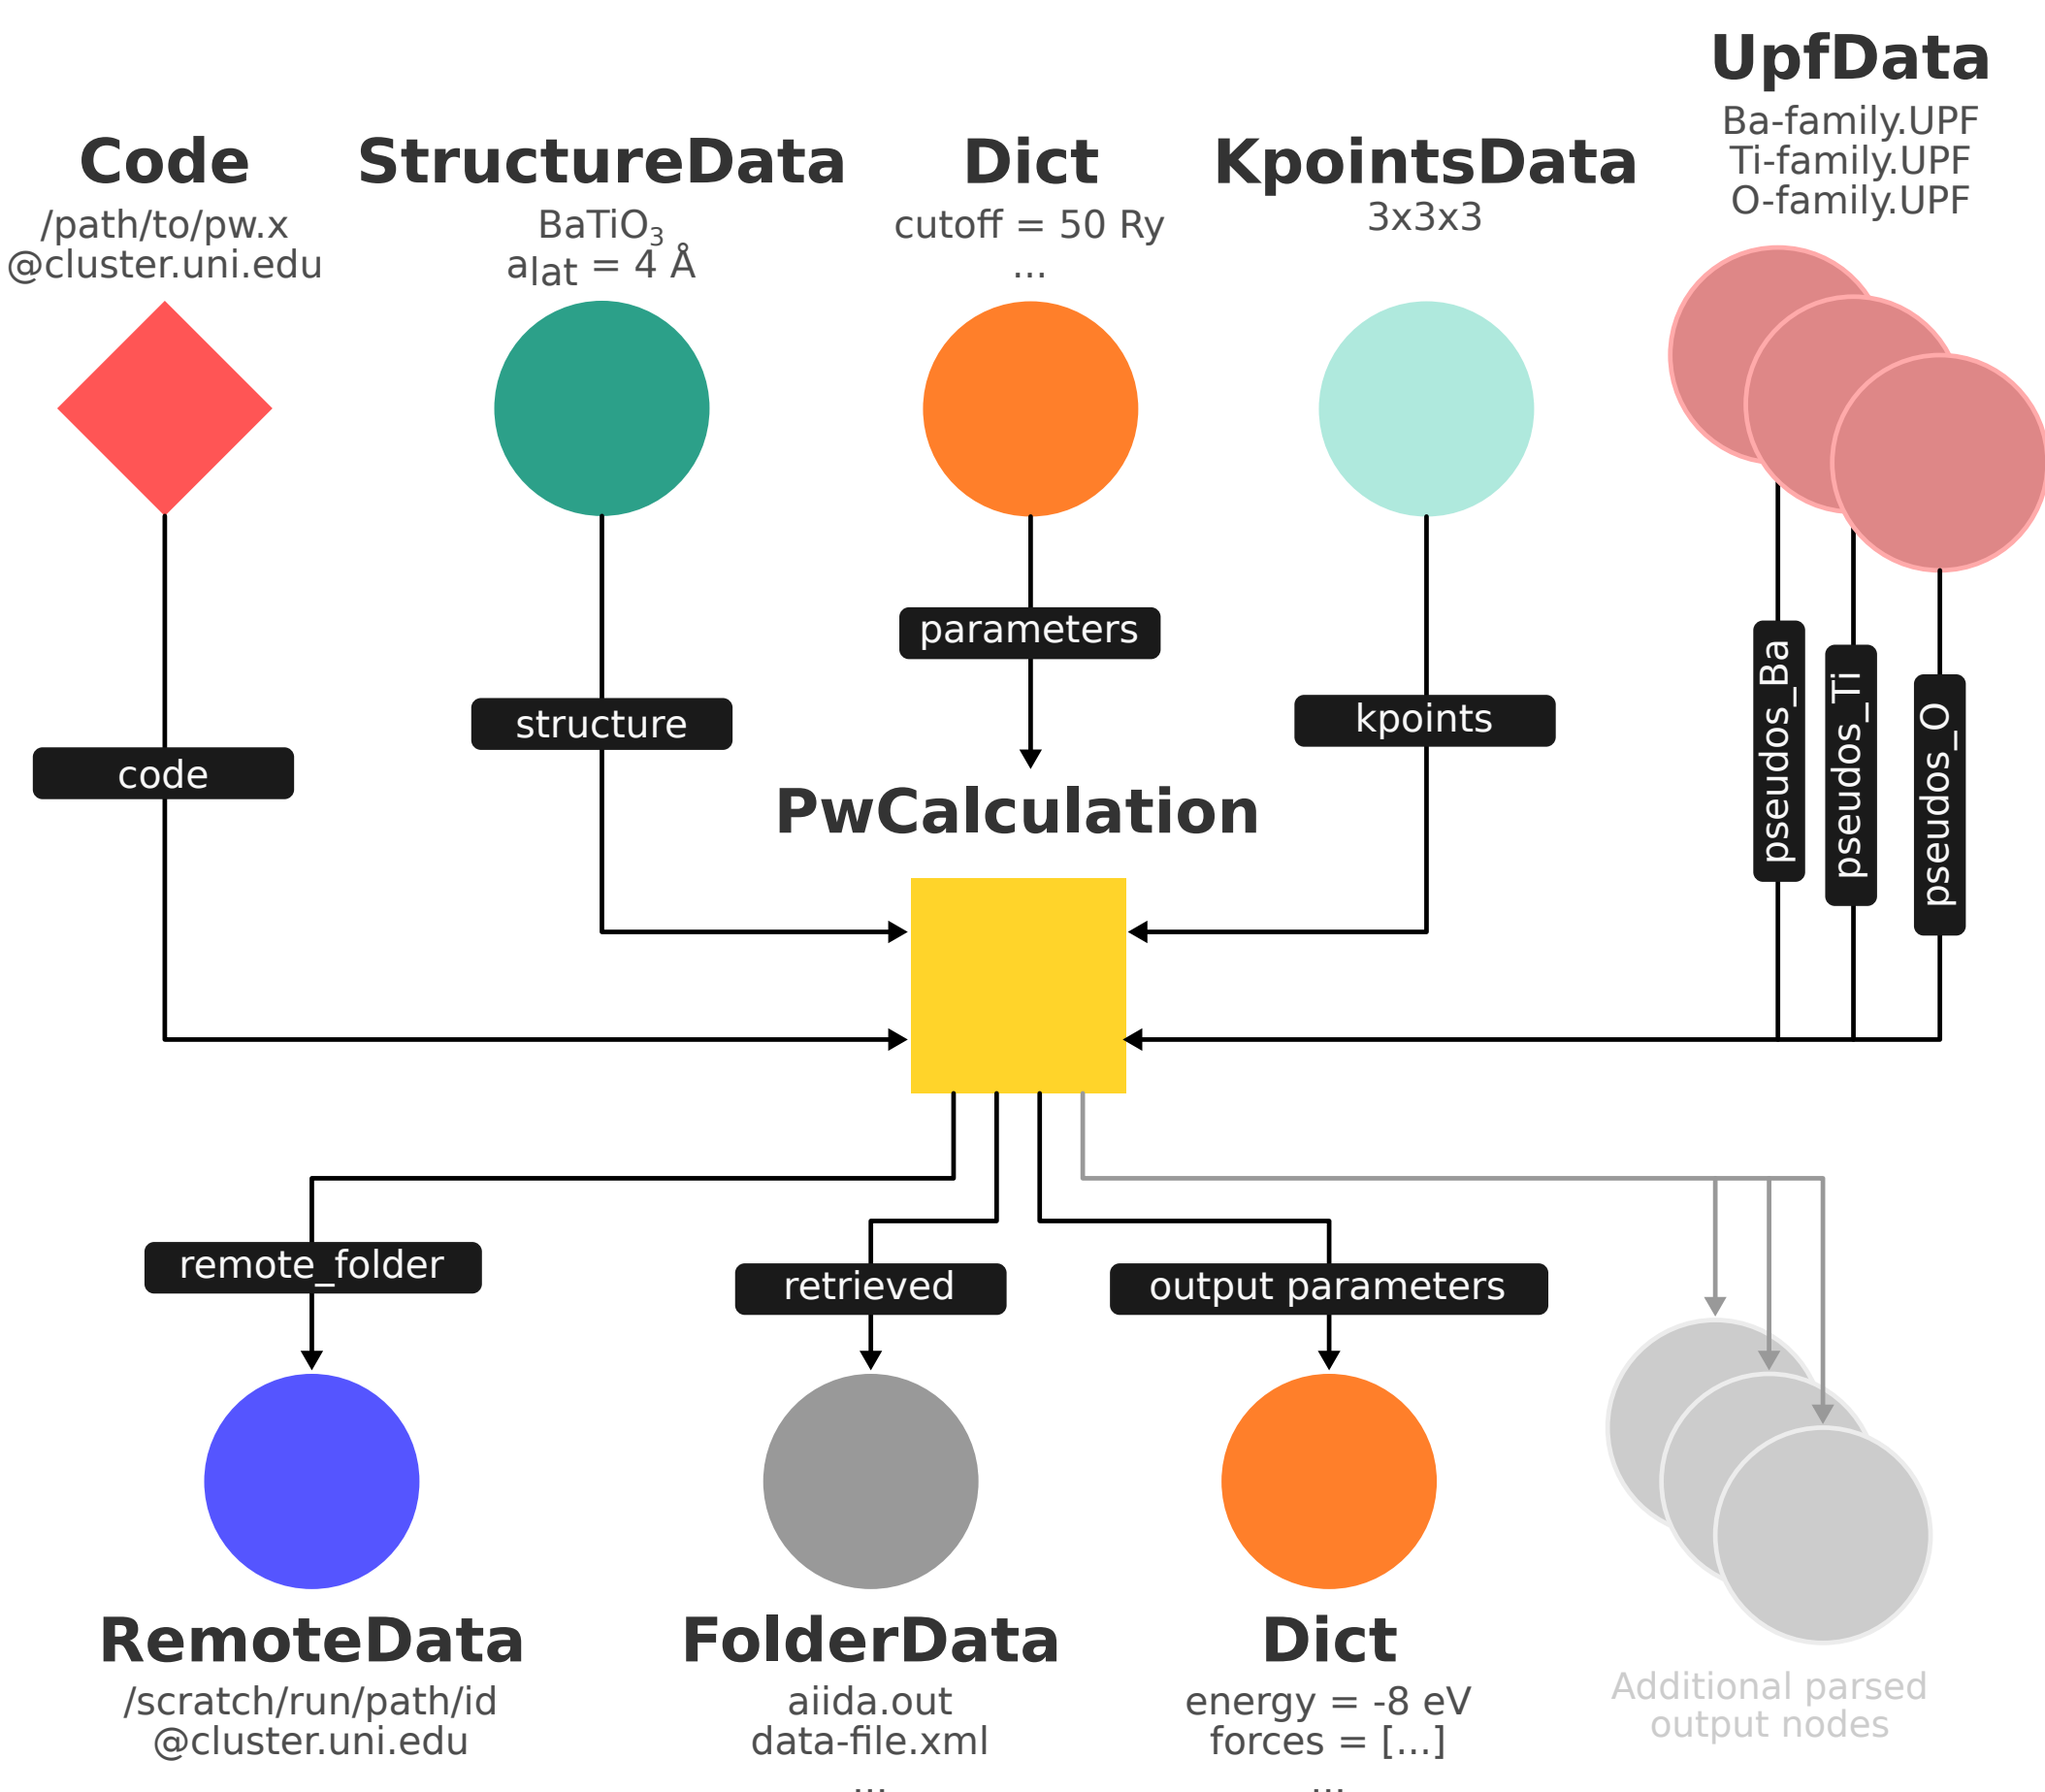 UpfData
Ba-family.UPF
Ti-family.UPF
O-family.UPF
Code
/path/to/pw.x
@cluster.uni.edu
StructureData
BaTiO₃
alat = 4 Å
Dict
cutoff = 50 Ry
...
KpointsData
3x3x3
parameters
structure
kpoints
code
pseudos_Ba
pseudos_Ti
pseudos_O
PwCalculation
remote_folder
retrieved
output parameters
RemoteData
/scratch/run/path/id
@cluster.uni.edu
FolderData
aiida.out
data-file.xml
...
Dict
energy = -8 eV
forces = [...]
...
Additional parsed
output nodes